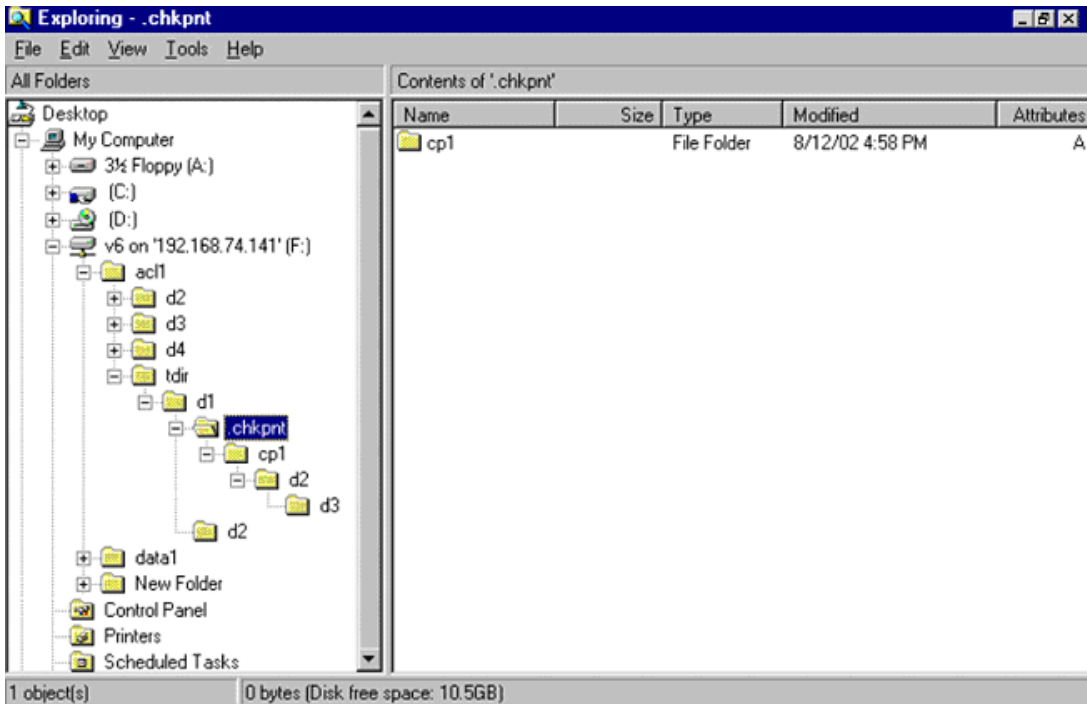 Exploring - .chkpnt
File Edit View Tools Help
All Folders
Contents of '.chkpnt'
Desktop
My Computer
3½ Floppy (A:)
(C:)
(D:)
v6 on '192.168.74.141' (F:)
acl1
d2
d3
d4
tdir
d1
.chkpnt
cp1
d2
d3
d2
data1
New Folder
Control Panel
Printers
Scheduled Tasks
Name Size Type Modified Attributes
cp1 File Folder 8/12/02 4:58 PM A
1 object(s) 0 bytes (Disk free space: 10.5GB)